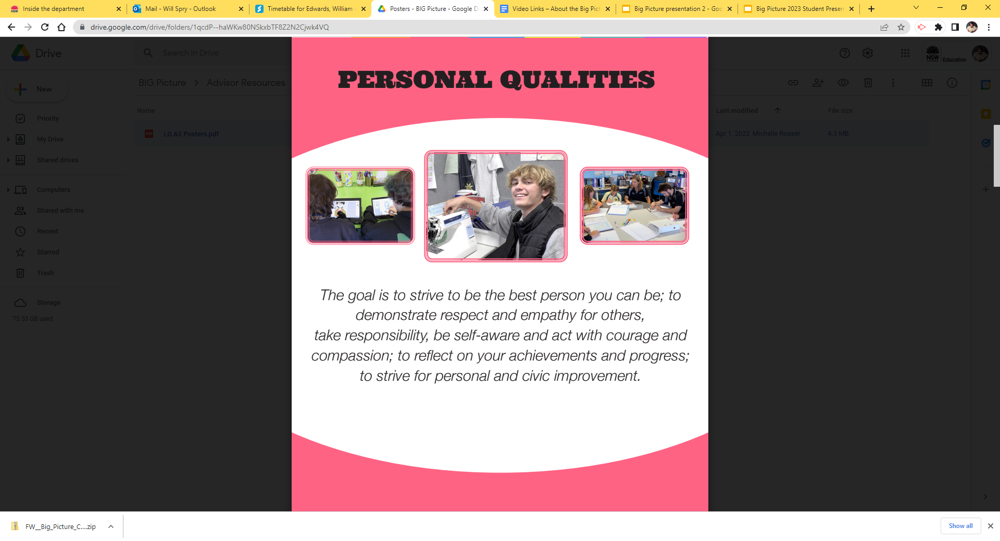 Inside the department
Mail - Will Spry - Outlook
Timetable for Edwards, William
Posters - BIG Picture - Google D
Video Links – About the Big Pict
Big Picture presentation 2 - Goo
Big Picture 2023 Student Presen
drive.google.com/drive/folders/1qcdP--haWKw80NSkxbTF8Z2N2Cjwk4VQ
Drive
Search in Drive
NSW
Education
New
BIG Picture
Advisor Resources
Name
Last modified
File size
LG A3 Posters.pdf
Apr 1, 2022 Michelle Rosser
4.3 MB
Priority
My Drive
Shared drives
Computers
Shared with me
Recent
Starred
Trash
Storage
75.53 GB used
PERSONAL QUALITIES
The goal is to strive to be the best person you can be; to
demonstrate respect and empathy for others,
take responsibility, be self-aware and act with courage and
compassion; to reflect on your achievements and progress;
to strive for personal and civic improvement.
FW__Big_Picture_C....zip
Show all